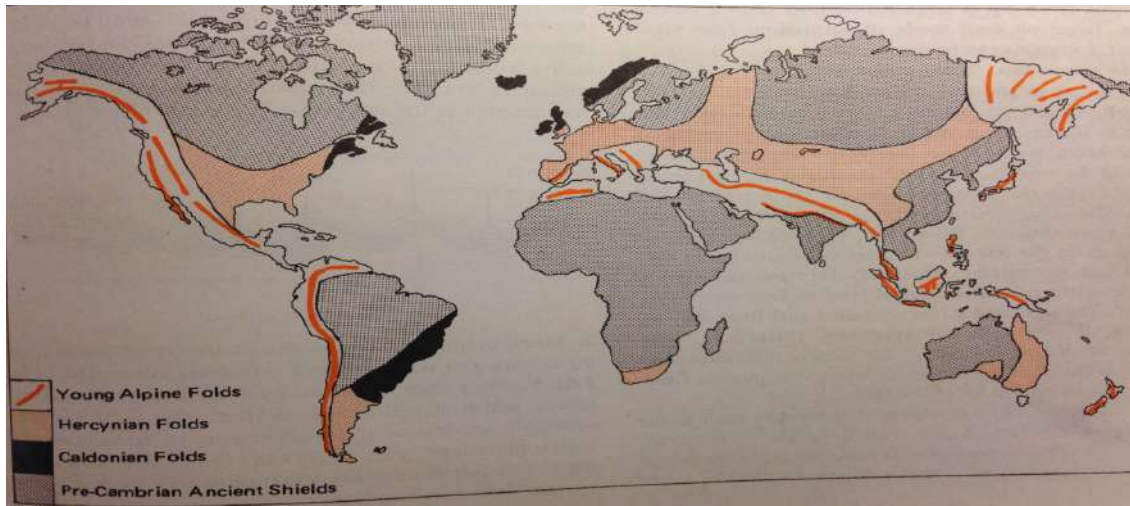 Young Alpine Folds
Hercynian Folds
Caldonian Folds
Pre-Cambrian Ancient Shields